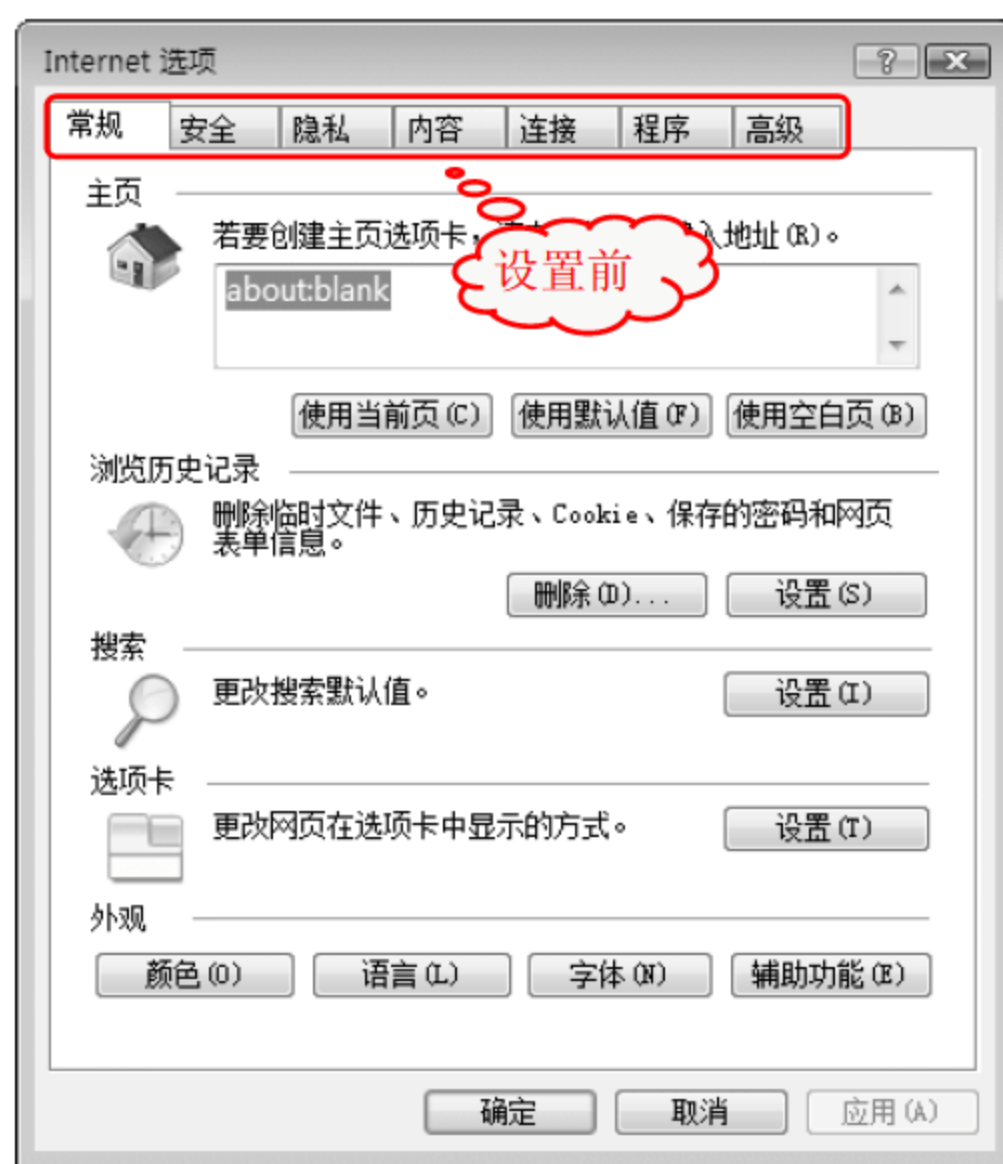 Internet 选项
常规 安全 隐私 内容 连接 程序 高级
主页
若要创建主页选项卡，入地址(R)。
设置前
about:blank
使用当前页(C) 使用默认值(F) 使用空白页(B)
浏览历史记录
删除临时文件、历史记录、Cookie、保存的密码和网页
表单信息。
删除(D)... 设置(S)
搜索
更改搜索默认值。 设置(I)
选项卡
更改网页在选项卡中显示的方式。 设置(T)
外观
颜色(O) 语言(L) 字体(N) 辅助功能(E)
确定 取消 应用(A)